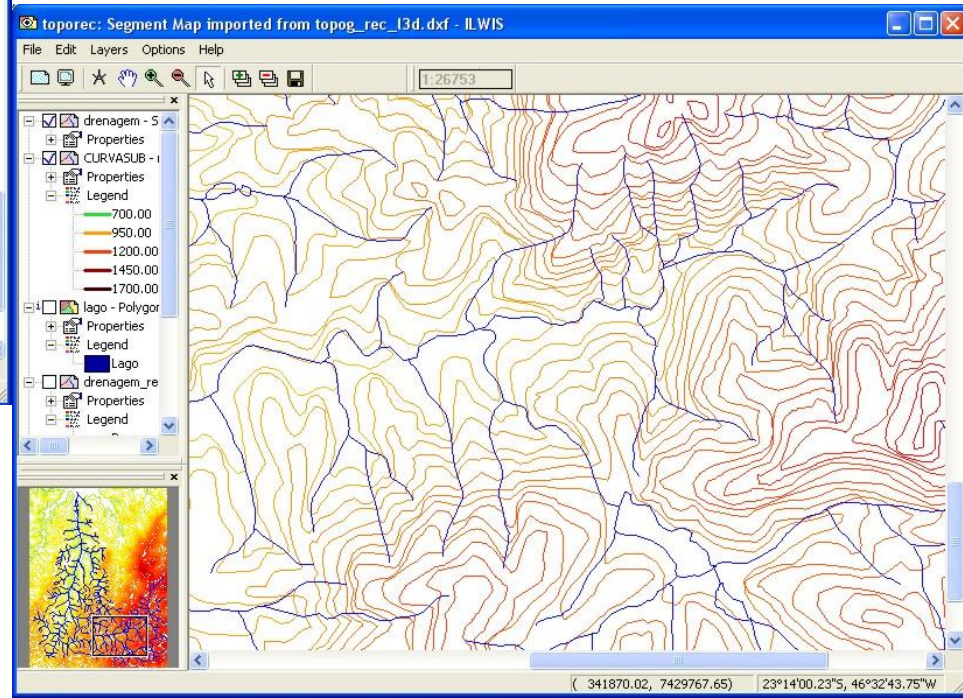 toporec: Segment Map imported from topog_rec_l3d.dxf - ILWIS
File Edit Layers Options Help
1:26753
drenagem - S
Properties
CURVASUB -
Properties
Legend
700.00
950.00
1200.00
1450.00
1700.00
lago - Polygor
Properties
Legend
Lago
drenagem_re
Properties
Legend
( 341870.02, 7429767.65) 23°14'00.23"S, 46°32'43.75"W